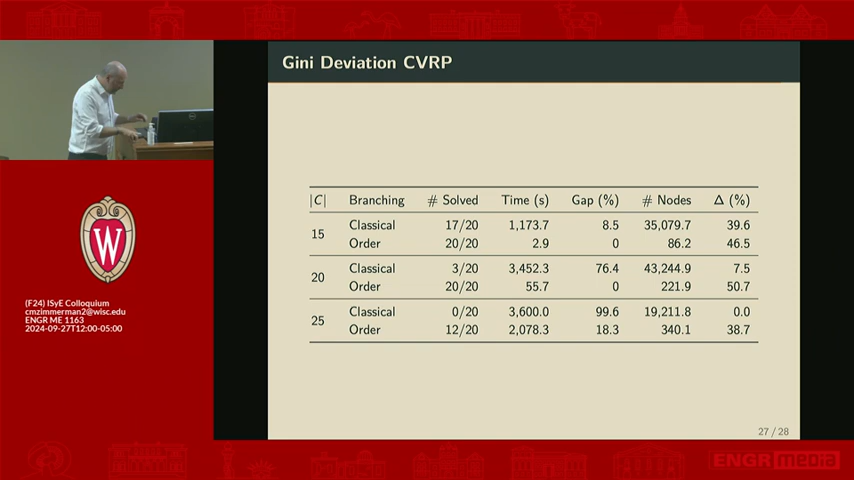 Gini Deviation CVRP
|C| Branching # Solved Time (s) Gap (%) # Nodes Δ (%)
15 Classical 17/20 1,173.7 8.5 35,079.7 39.6
Order 20/20 2.9 0 86.2 46.5
20 Classical 3/20 3,452.3 76.4 43,244.9 7.5
Order 20/20 55.7 0 221.9 50.7
25 Classical 0/20 3,600.0 99.6 19,211.8 0.0
Order 12/20 2,078.3 18.3 340.1 38.7
27 / 28
W
(F24) ISyE Colloquium
cmzimmerman2@wisc.edu
ENGR ME 1163
2024-09-27T12:00-05:00
ENGR media